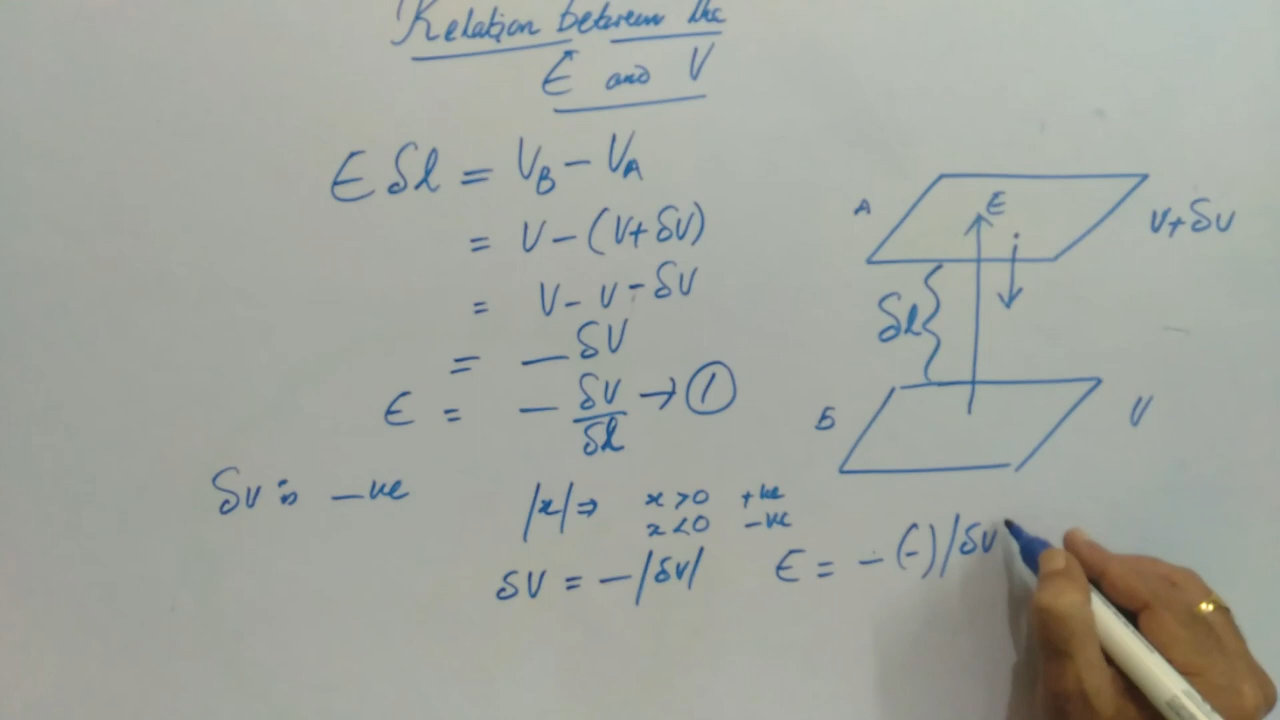 Relation between the
E and V
E δl = V_B − V_A
= V − (V + δV)
= V − V − δV
= − δV
E = − δV/δl → ①
δV is −ve
|x| ⇒ x > 0 +ve
x < 0 −ve
δV = − |δV| E = − (−) |δV
A
E
V + δV
δl
B
V